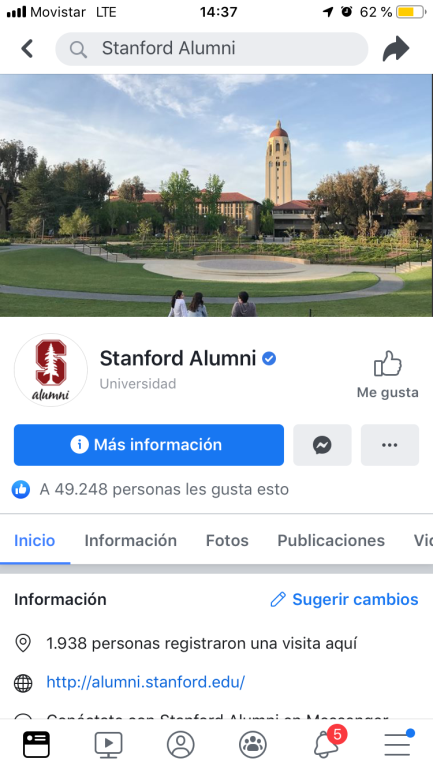 Movistar LTE 14:37 62 %
Stanford Alumni
S
alumni
Stanford Alumni
Universidad
Me gusta
Más información
A 49.248 personas les gusta esto
Inicio Información Fotos Publicaciones Vid
Información Sugerir cambios
1.938 personas registraron una visita aquí
http://alumni.stanford.edu/
Conéctate con Stanford Alumni en Messenger
5